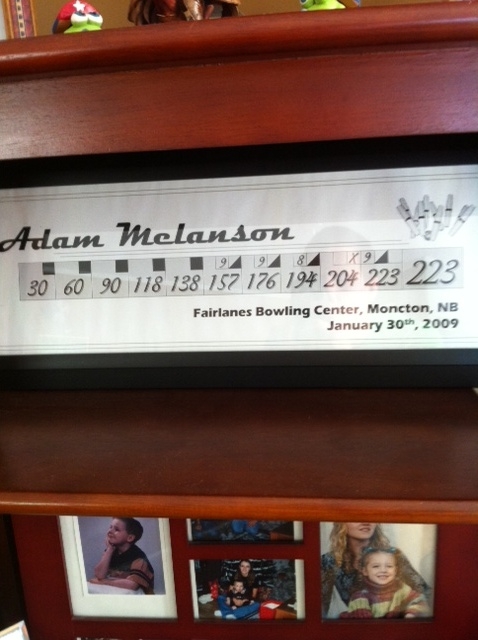 Adam Melanson
9 9 8 X 9
30 60 90 118 138 157 176 194 204 223 223
Fairlanes Bowling Center, Moncton, NB
January 30th, 2009